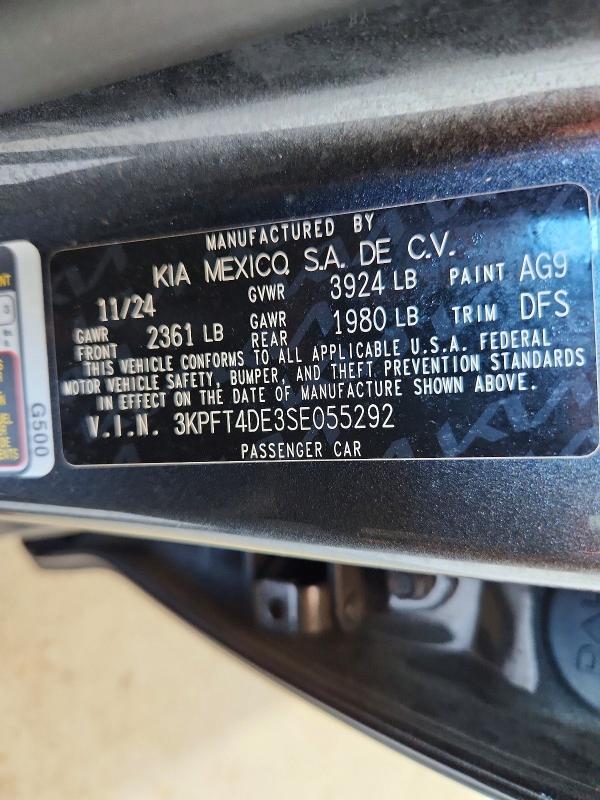 MANUFACTURED BY
KIA MEXICO, S.A. DE C.V.
11/24 GVWR 3924 LB PAINT AG9
GAWR FRONT 2361 LB GAWR REAR 1980 LB TRIM DFS
THIS VEHICLE CONFORMS TO ALL APPLICABLE U.S.A. FEDERAL
MOTOR VEHICLE SAFETY, BUMPER, AND THEFT PREVENTION STANDARDS
IN EFFECT ON THE DATE OF MANUFACTURE SHOWN ABOVE.
V.I.N. 3KPFT4DE3SE055292
PASSENGER CAR
G500